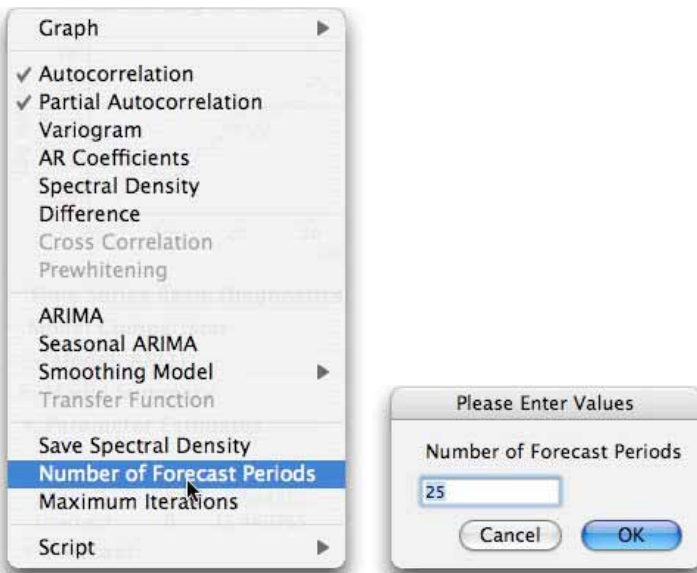 Graph
Autocorrelation
Partial Autocorrelation
Variogram
AR Coefficients
Spectral Density
Difference
Cross Correlation
Prewhitening
ARIMA
Seasonal ARIMA
Smoothing Model
Transfer Function
Save Spectral Density
Number of Forecast Periods
Maximum Iterations
Script
Please Enter Values
Number of Forecast Periods
25
Cancel
OK